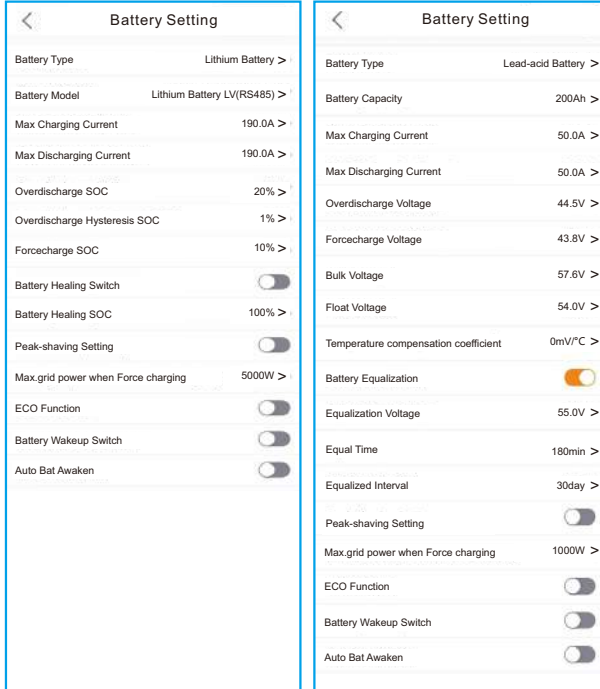 Battery Setting
Battery Type Lithium Battery >
Battery Model Lithium Battery LV(RS485) >
Max Charging Current 190.0A >
Max Discharging Current 190.0A >
Overdischarge SOC 20% >
Overdischarge Hysteresis SOC 1% >
Forcecharge SOC 10% >
Battery Healing Switch
Battery Healing SOC 100% >
Peak-shaving Setting
Max.grid power when Force charging 5000W >
ECO Function
Battery Wakeup Switch
Auto Bat Awaken
Battery Setting
Battery Type Lead-acid Battery >
Battery Capacity 200Ah >
Max Charging Current 50.0A >
Max Discharging Current 50.0A >
Overdischarge Voltage 44.5V >
Forcecharge Voltage 43.8V >
Bulk Voltage 57.6V >
Float Voltage 54.0V >
Temperature compensation coefficient 0mV/°C >
Battery Equalization
Equalization Voltage 55.0V >
Equal Time 180min >
Equalized Interval 30day >
Peak-shaving Setting
Max.grid power when Force charging 1000W >
ECO Function
Battery Wakeup Switch
Auto Bat Awaken